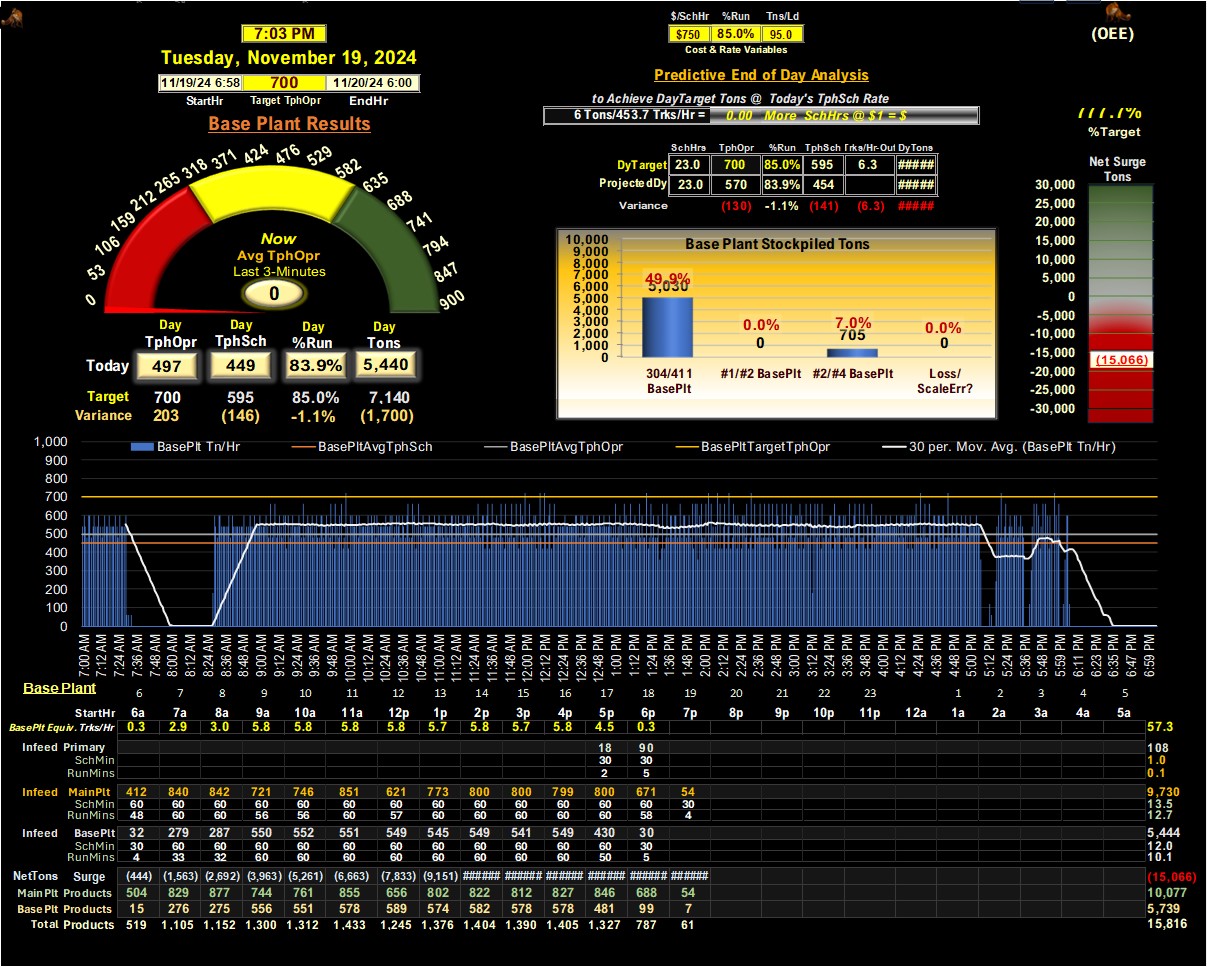 $/SchHr %Run Tns/Ld
$750 85.0% 95.0
Cost & Rate Variables
(OEE)
7:03 PM
Tuesday, November 19, 2024
11/19/24 6:58 700 11/20/24 6:00
StartHr Target TphOpr EndHr
Base Plant Results
Predictive End of Day Analysis
to Achieve DayTarget Tons @ Today's TphSch Rate
6 Tons/453.7 Trks/Hr = 0.00 More SchHrs @ $1 = $
%Target
SchHrs TphOpr %Run TphSch Trks/Hr-Out DyTons
DyTarget 23.0 700 85.0% 595 6.3 #####
ProjectedDy 23.0 570 83.9% 454 #####
Variance (130) -1.1% (141) (6.3) #####
0 53 106 159 212 265 318 371 424 476 529 582 635 688 741 794 847 900
Now
Avg TphOpr
Last 3-Minutes
0
Day TphOpr Day TphSch Day %Run Day Tons
Today 497 449 83.9% 5,440
Target 700 595 85.0% 7,140
Variance 203 (146) -1.1% (1,700)
Base Plant Stockpiled Tons
10,000
9,000
8,000
7,000
6,000
5,000
4,000
3,000
2,000
1,000
0
49.9% 0.0% 7.0% 0.0%
5,030 0 705 0
304/411 BasePlt #1/#2 BasePlt #2/#4 BasePlt Loss/ ScaleErr?
Net Surge
Tons
30,000
25,000
20,000
15,000
10,000
5,000
0
-5,000
-10,000
-15,000
-20,000
-25,000
-30,000
(15,066)
BasePlt Tn/Hr BasePltAvgTphSch BasePltAvgTphOpr BasePltTargetTphOpr 30 per. Mov. Avg. (BasePlt Tn/Hr)
1,000
900
800
700
600
500
400
300
200
100
0
7:00 AM 7:12 AM 7:24 AM 7:36 AM 7:48 AM 8:00 AM 8:12 AM 8:24 AM 8:36 AM 8:48 AM 9:00 AM 9:12 AM 9:24 AM 9:36 AM 9:48 AM 10:00 AM 10:12 AM 10:24 AM 10:36 AM 10:48 AM 11:00 AM 11:12 AM 11:24 AM 11:36 AM 11:48 AM 12:00 PM 12:12 PM 12:24 PM 12:36 PM 12:48 PM 1:00 PM 1:12 PM 1:24 PM 1:36 PM 1:48 PM 2:00 PM 2:12 PM 2:24 PM 2:36 PM 2:48 PM 3:00 PM 3:12 PM 3:24 PM 3:36 PM 3:48 PM 4:00 PM 4:12 PM 4:24 PM 4:36 PM 4:48 PM 5:00 PM 5:12 PM 5:24 PM 5:36 PM 5:48 PM 5:59 PM 6:11 PM 6:23 PM 6:35 PM 6:47 PM 6:59 PM
Base Plant 6 7 8 9 10 11 12 13 14 15 16 17 18 19 20 21 22 23 1 2 3 4 5
StartHr 6a 7a 8a 9a 10a 11a 12p 1p 2p 3p 4p 5p 6p 7p 8p 9p 10p 11p 12a 1a 2a 3a 4a 5a
BasePlt Equiv. Trks/Hr 0.3 2.9 3.0 5.8 5.8 5.8 5.8 5.7 5.8 5.7 5.8 4.5 0.3 57.3
Infeed Primary 18 90 108
SchMin 30 30 1.0
RunMins 2 5 0.1
Infeed MainPlt 412 840 842 721 746 851 621 773 800 800 799 800 671 54 9,730
SchMin 60 60 60 60 60 60 60 60 60 60 60 60 60 30 13.5
RunMins 48 60 60 56 56 60 57 60 60 60 60 60 58 4 12.7
Infeed BasePlt 32 279 287 550 552 551 549 545 549 541 549 430 30 5,444
SchMin 30 60 60 60 60 60 60 60 60 60 60 60 30 12.0
RunMins 4 33 32 60 60 60 60 60 60 60 60 50 5 10.1
NetTons Surge (444) (1,563) (2,692) (3,963) (5,261) (6,663) (7,833) (9,151) ###### ###### ###### ###### ###### ###### (15,066)
MainPlt Products 504 829 877 744 761 855 656 802 822 812 827 846 688 54 10,077
BasePlt Products 15 276 275 556 551 578 589 574 582 578 578 481 99 7 5,739
Total Products 519 1,105 1,152 1,300 1,312 1,433 1,245 1,376 1,404 1,390 1,405 1,327 787 61 15,816